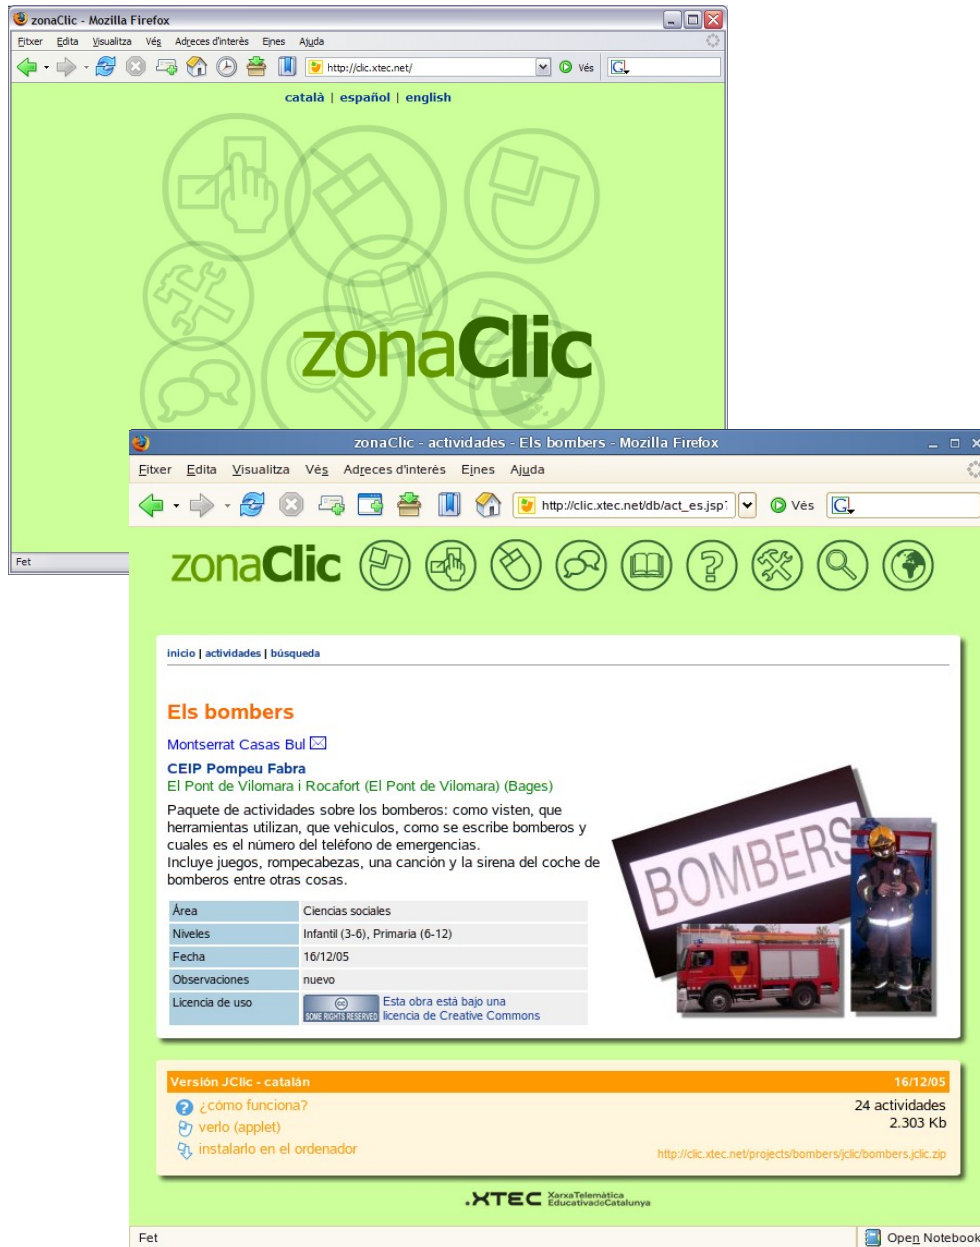 zonaClic - Mozilla Firefox
Fitxer Edita Visualitza Vés Adreces d'interès Eines Ajuda
http://clic.xtec.net/ Vés G
català | español | english
zonaClic
Fet
zonaClic - actividades - Els bombers - Mozilla Firefox
Fitxer Edita Visualitza Vés Adreces d'interès Eines Ajuda
http://clic.xtec.net/db/act_es.jsp? Vés G
zonaClic
inicio | actividades | búsqueda
Els bombers
Montserrat Casas Bul
CEIP Pompeu Fabra
El Pont de Vilomara i Rocafort (El Pont de Vilomara) (Bages)
Paquete de actividades sobre los bomberos: como visten, que
herramientas utilizan, que vehiculos, como se escribe bomberos y
cuales es el número del teléfono de emergencias.
Incluye juegos, rompecabezas, una canción y la sirena del coche de
bomberos entre otras cosas.
BOMBERS
Área Ciencias sociales
Niveles Infantil (3-6), Primaria (6-12)
Fecha 16/12/05
Observaciones nuevo
Licencia de uso cc SOME RIGHTS RESERVED Esta obra está bajo una
licencia de Creative Commons
Versión JClic - catalán 16/12/05
¿cómo funciona? 24 actividades
verlo (applet) 2.303 Kb
instalarlo en el ordenador http://clic.xtec.net/projects/bombers/jclic/bombers.jclic.zip
.XTEC XarxaTelemàtica
EducativadeCatalunya
Fet Open Notebook